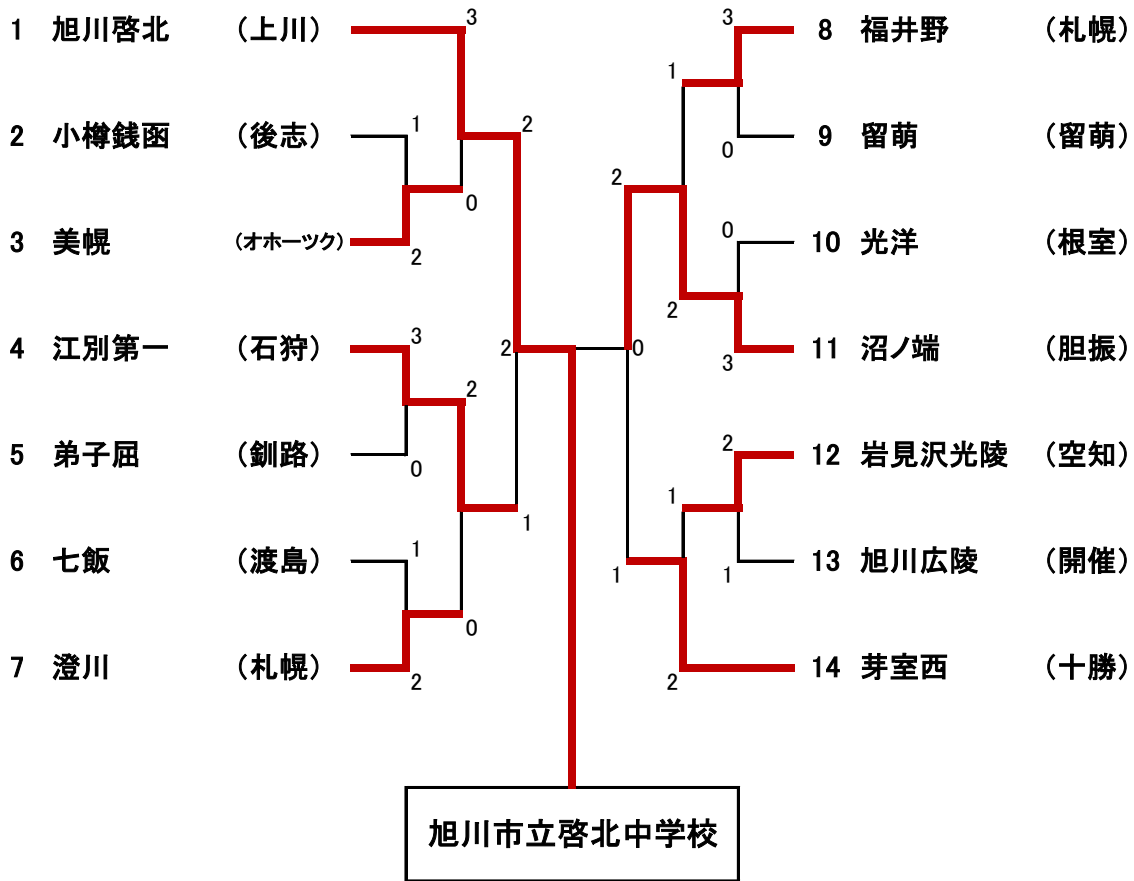 1 旭川啓北 (上川)
2 小樽銭函 (後志)
3 美幌 (オホーツク)
4 江別第一 (石狩)
5 弟子屈 (釧路)
6 七飯 (渡島)
7 澄川 (札幌)
3
1
2
0
2
3
2
0
1
1
0
2
2
0
3
1
0
2
0
2
3
2
1
1
1
2
8 福井野 (札幌)
9 留萌 (留萌)
10 光洋 (根室)
11 沼ノ端 (胆振)
12 岩見沢光陵 (空知)
13 旭川広陵 (開催)
14 芽室西 (十勝)
旭川市立啓北中学校